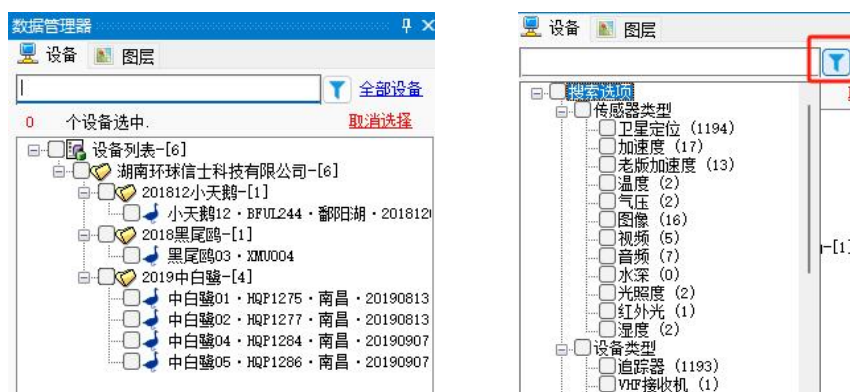 数据管理器
设备 图层
全部设备
0 个设备选中. 取消选择
设备列表-[6]
湖南环球信士科技有限公司-[6]
201812小天鹅-[1]
小天鹅12·BFUL244·鄱阳湖·201812
2018黑尾鸥-[1]
黑尾鸥03·XMU004
2019中白鹭-[4]
中白鹭01·HQP1275·南昌·20190813
中白鹭02·HQP1277·南昌·20190813
中白鹭04·HQP1284·南昌·20190907
中白鹭05·HQP1286·南昌·20190907
设备 图层
搜索选项
传感器类型
卫星定位 (1194)
加速度 (17)
老版加速度 (13)
温度 (2)
气压 (2)
图像 (16)
视频 (5)
音频 (7)
水深 (0)
光照度 (2)
红外光 (1)
湿度 (2)
设备类型
追踪器 (1193)
VHF接收机 (1)
-[1]